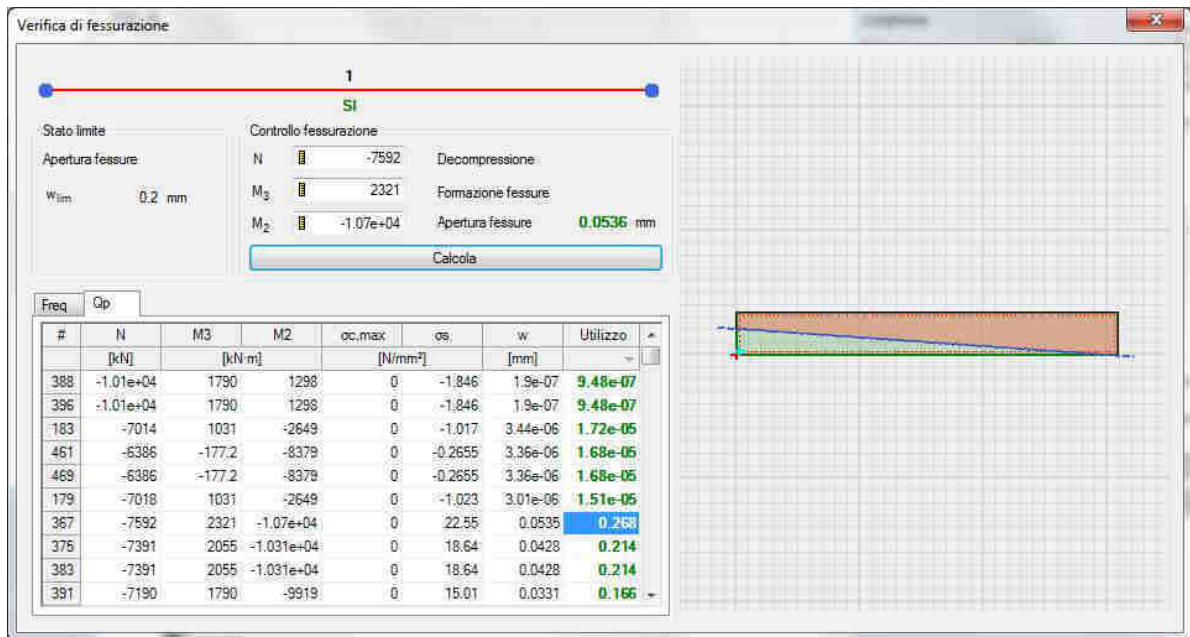 Verifica di fessurazione
1
SI
Stato limite
Apertura fessure
wlim 0.2 mm
Controllo fessurazione
N -7592 Decompressione
M3 2321 Formazione fessure
M2 -1.07e+04 Apertura fessure 0.0536 mm
Calcola
Freq Qp
# N M3 M2 σc,max σs w Utilizzo
[kN] [kN·m] [N/mm²] [mm]
388 -1.01e+04 1790 1298 0 -1.846 1.9e-07 9.48e-07
396 -1.01e+04 1790 1298 0 -1.846 1.9e-07 9.48e-07
183 -7014 1031 -2649 0 -1.017 3.44e-06 1.72e-05
461 -6386 -177.2 -8379 0 -0.2655 3.36e-06 1.68e-05
469 -6386 -177.2 -8379 0 -0.2655 3.36e-06 1.68e-05
179 -7018 1031 -2649 0 -1.023 3.01e-06 1.51e-05
367 -7592 2321 -1.07e+04 0 22.55 0.0535 0.268
375 -7391 2055 -1.031e+04 0 18.64 0.0428 0.214
383 -7391 2055 -1.031e+04 0 18.64 0.0428 0.214
391 -7190 1790 -9919 0 15.01 0.0331 0.166